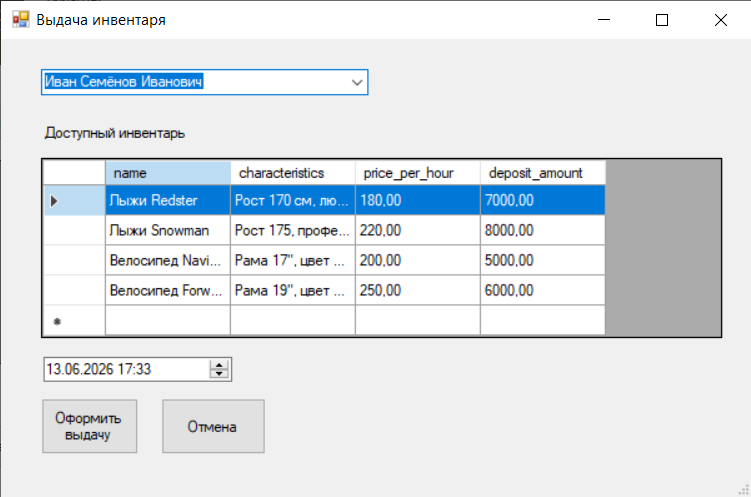 Выдача инвентаря
Иван Семёнов Иванович
Доступный инвентарь
name characteristics price_per_hour deposit_amount
Лыжи Redster Рост 170 см, лю... 180,00 7000,00
Лыжи Snowman Рост 175, профе... 220,00 8000,00
Велосипед Navi... Рама 17'', цвет ... 200,00 5000,00
Велосипед Forw... Рама 19'', цвет ... 250,00 6000,00
*
13.06.2026 17:33
Оформить
выдачу
Отмена